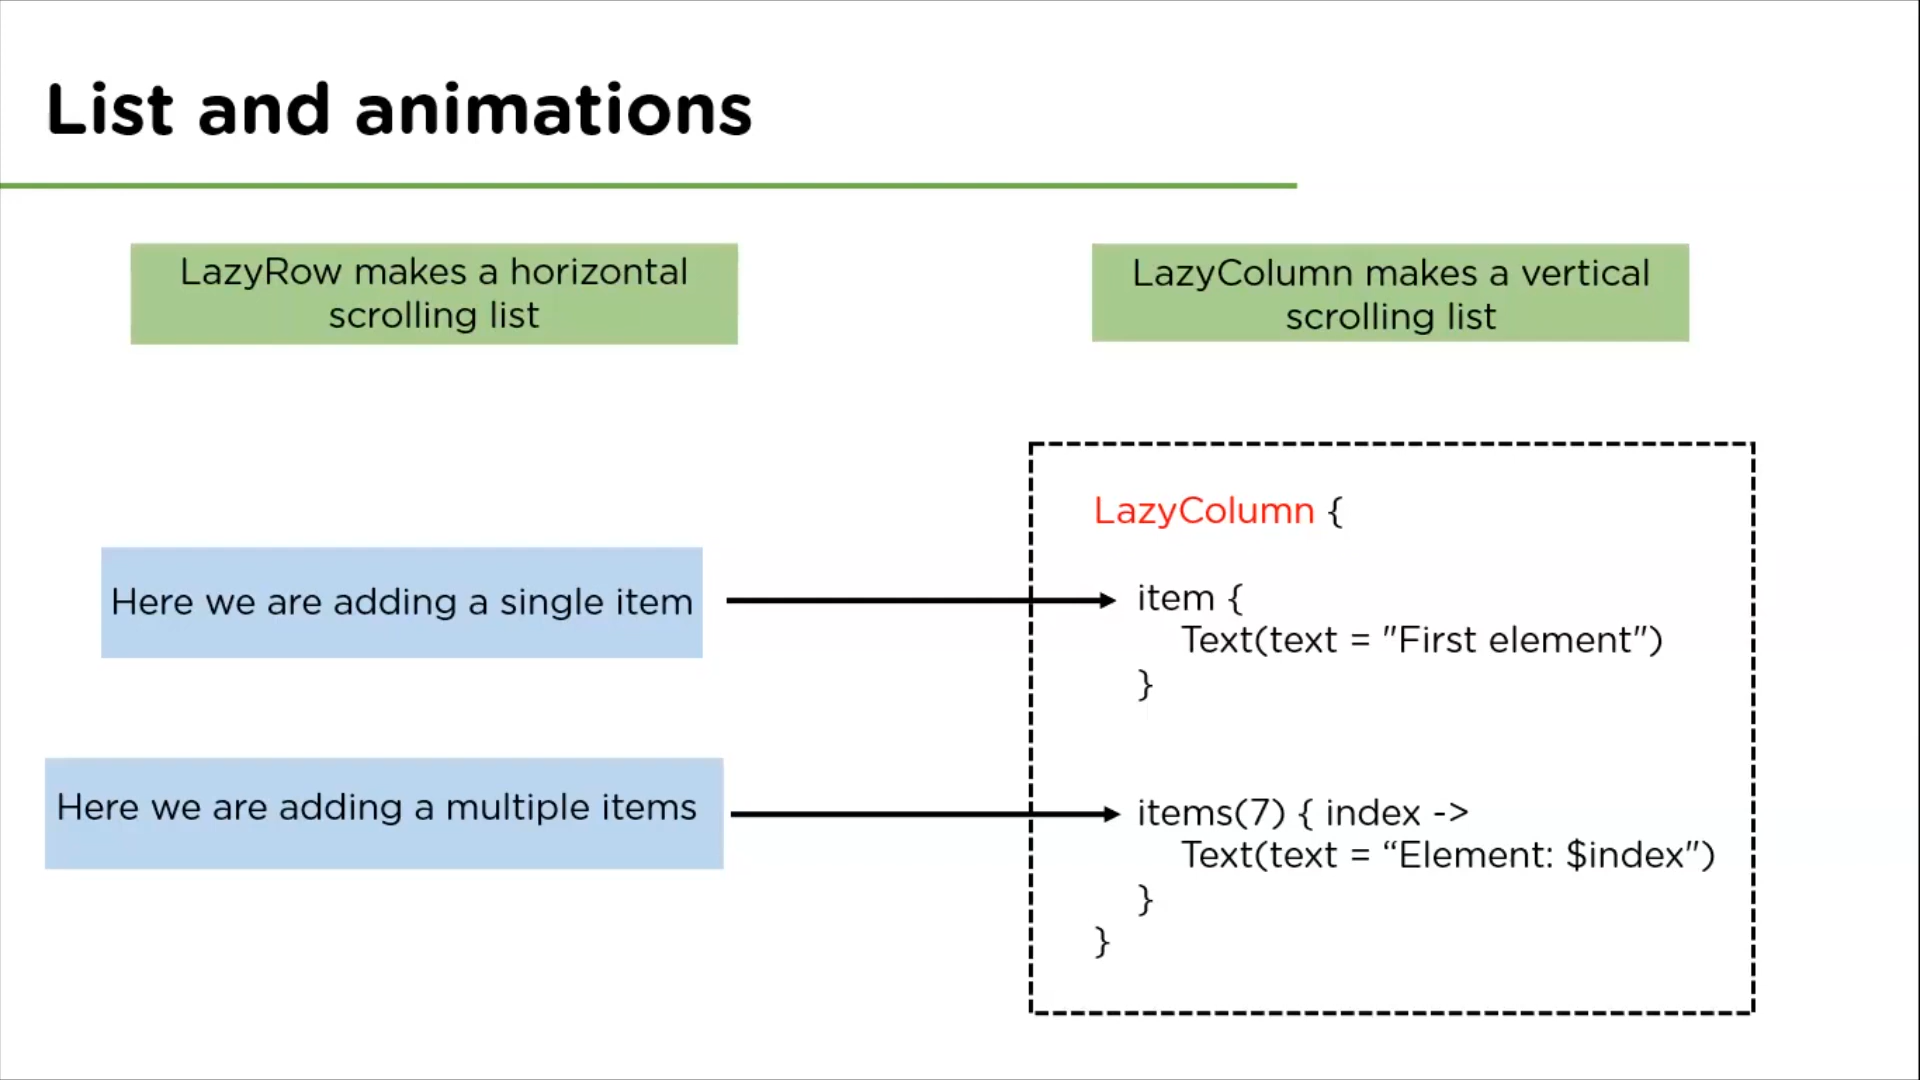 List and animations
LazyRow makes a horizontal
scrolling list
LazyColumn makes a vertical
scrolling list
Here we are adding a single item
Here we are adding a multiple items
LazyColumn {
item {
Text(text = "First element")
}
items(7) { index ->
Text(text = “Element: $index")
}
}